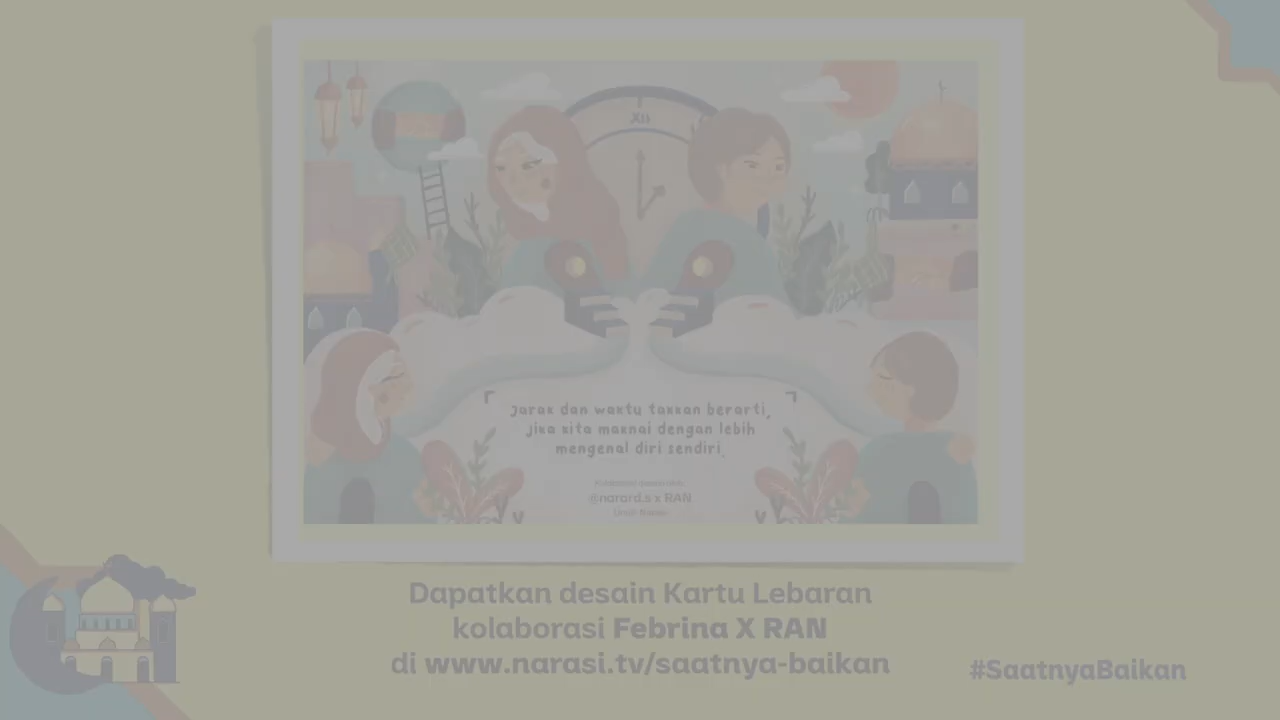 XII
Jarak dan waktu takkan berarti,
jika kita maknai dengan lebih
mengenal diri sendiri.
@narard.s x RAN
Dapatkan desain Kartu Lebaran
kolaborasi Febrina X RAN
di www.narasi.tv/saatnya-baikan
#SaatnyaBaikan